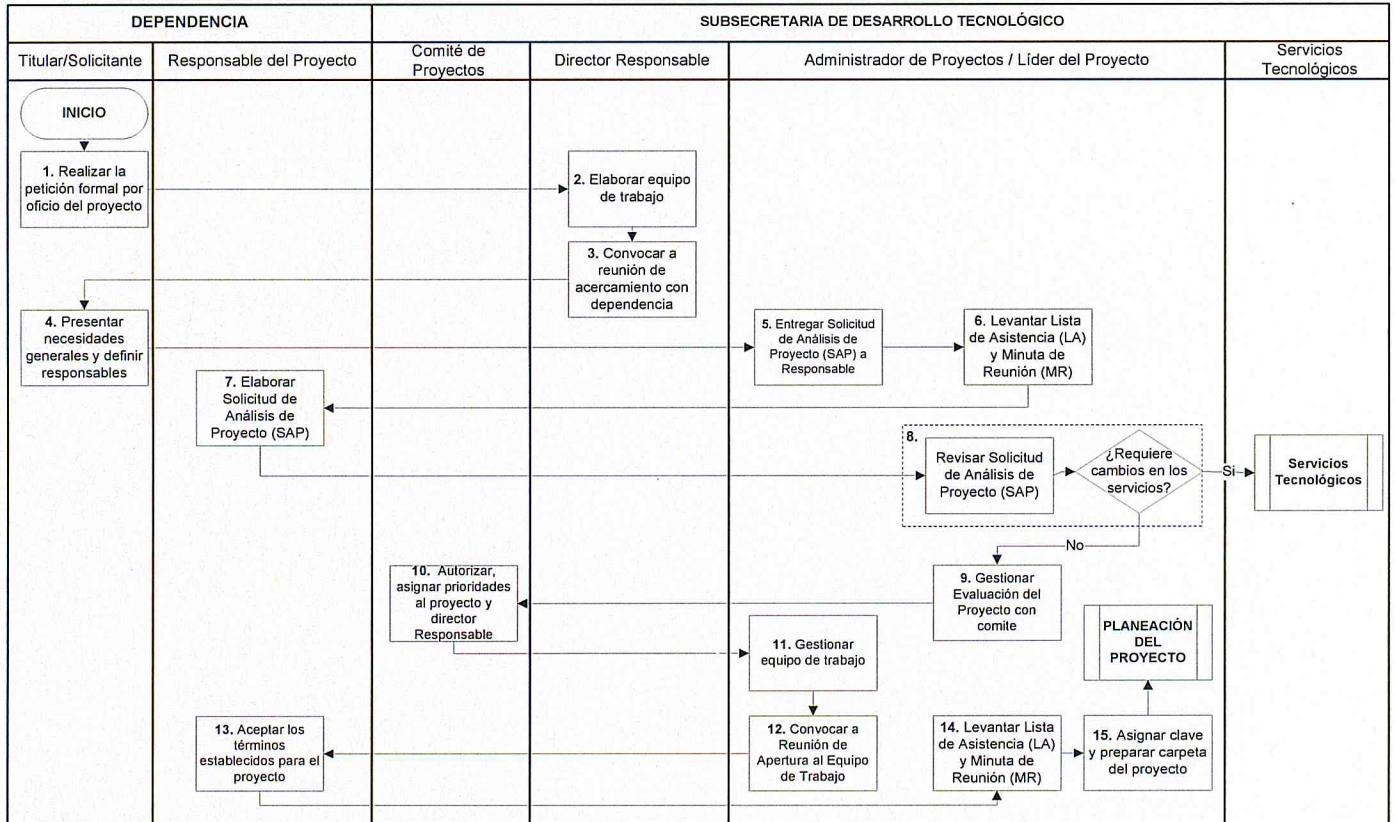 DEPENDENCIA
SUBSECRETARIA DE DESARROLLO TECNOLÓGICO
Titular/Solicitante
Responsable del Proyecto
Comité de
Proyectos
Director Responsable
Administrador de Proyectos / Líder del Proyecto
Servicios
Tecnológicos
INICIO
1. Realizar la
petición formal por
oficio del proyecto
2. Elaborar equipo
de trabajo
3. Convocar a
reunión de
acercamiento con
dependencia
4. Presentar
necesidades
generales y definir
responsables
5. Entregar Solicitud
de Análisis de
Proyecto (SAP) a
Responsable
6. Levantar Lista
de Asistencia (LA)
y Minuta de
Reunión (MR)
7. Elaborar
Solicitud de
Análisis de
Proyecto (SAP)
8.
Revisar Solicitud
de Análisis de
Proyecto (SAP)
¿Requiere
cambios en los
servicios?
Si
Servicios
Tecnológicos
No
9. Gestionar
Evaluación del
Proyecto con
comite
10. Autorizar,
asignar prioridades
al proyecto y
director
Responsable
11. Gestionar
equipo de trabajo
PLANEACIÓN
DEL
PROYECTO
12. Convocar a
Reunión de
Apertura al Equipo
de Trabajo
13. Aceptar los
términos
establecidos para el
proyecto
14. Levantar Lista
de Asistencia (LA)
y Minuta de
Reunión (MR)
15. Asignar clave
y preparar carpeta
del proyecto